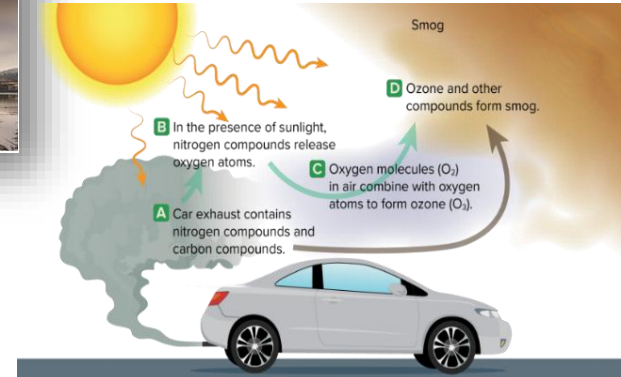 Smog
D Ozone and other
compounds form smog.
B In the presence of sunlight,
nitrogen compounds release
oxygen atoms.
C Oxygen molecules (O₂)
in air combine with oxygen
atoms to form ozone (O₃).
A Car exhaust contains
nitrogen compounds and
carbon compounds.